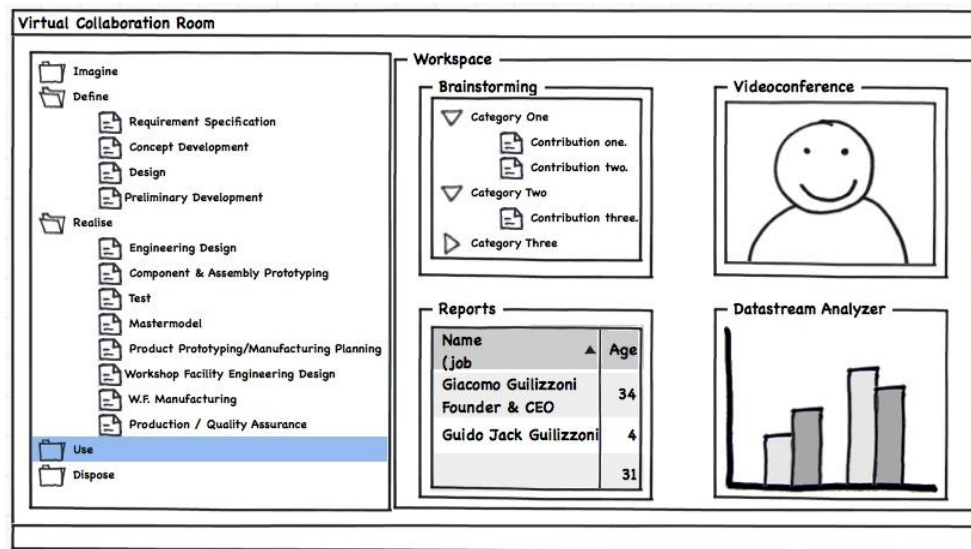 Virtual Collaboration Room
Imagine
Define
Requirement Specification
Concept Development
Design
Preliminary Development
Realise
Engineering Design
Component & Assembly Prototyping
Test
Mastermodel
Product Prototyping/Manufacturing Planning
Workshop Facility Engineering Design
W.F. Manufacturing
Production / Quality Assurance
Use
Dispose
Workspace
Brainstorming
Category One
Contribution one.
Contribution two.
Category Two
Contribution three.
Category Three
Videoconference
Reports
Name
(job
Age
Giacomo Guilizzoni
Founder & CEO
34
Guido Jack Guilizzoni
4
31
Datastream Analyzer